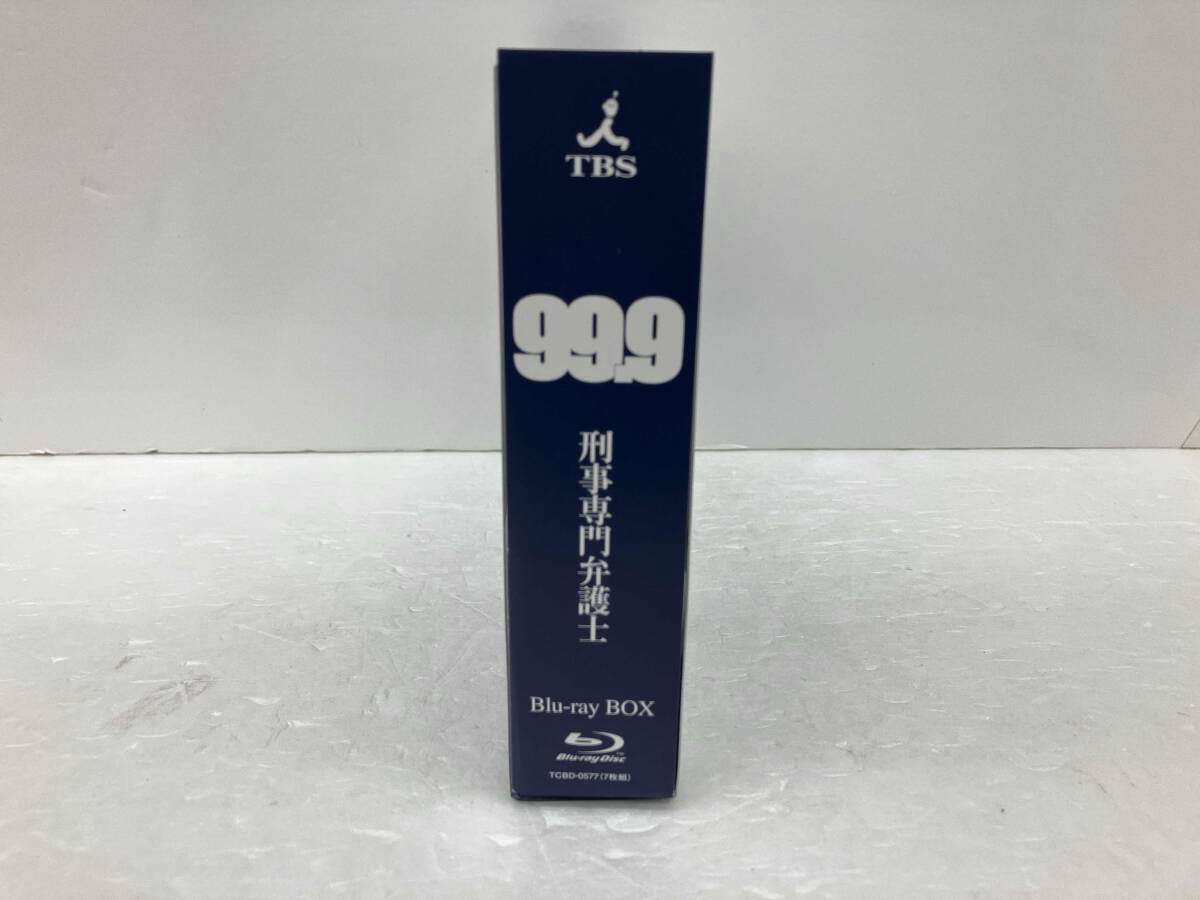 TBS
99.9
刑事専門弁護士
Blu-ray BOX
Blu-ray Disc™
TCBD-0577(7枚組)